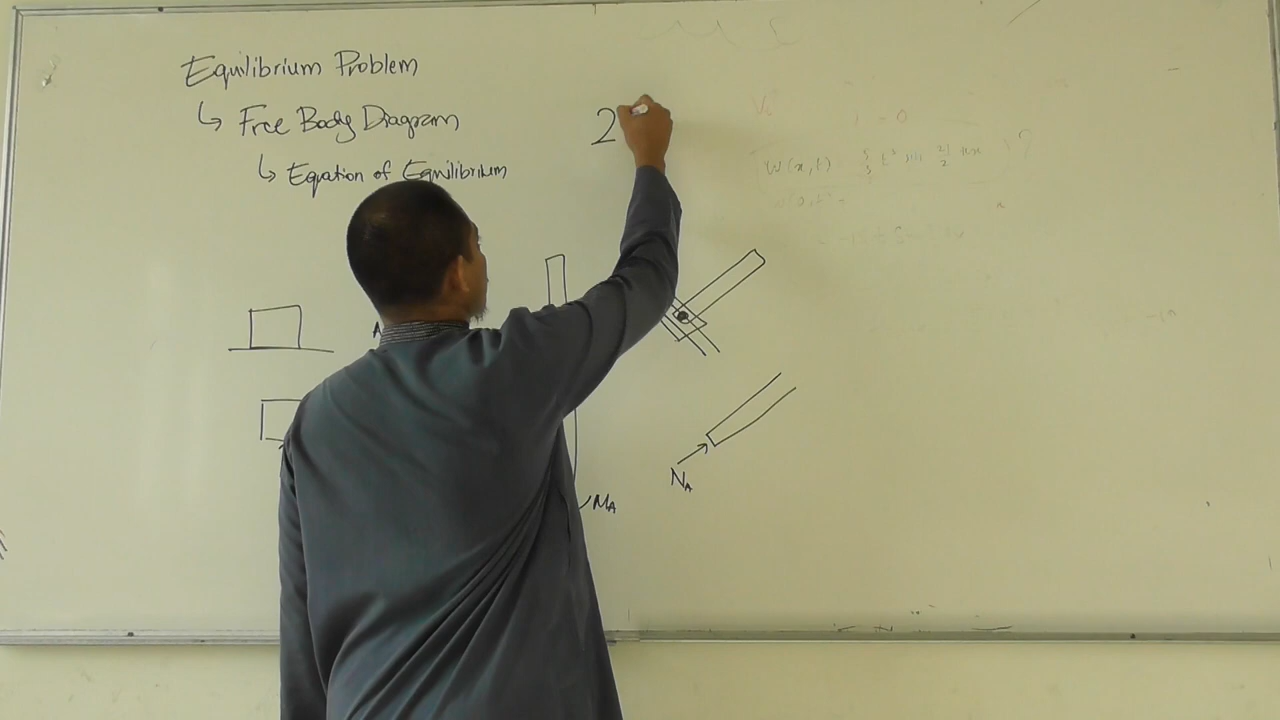 Equilibrium Problem
↳ Free Body Diagram
↳ Equation of Equilibrium
2
W(x,t)
MA
NA